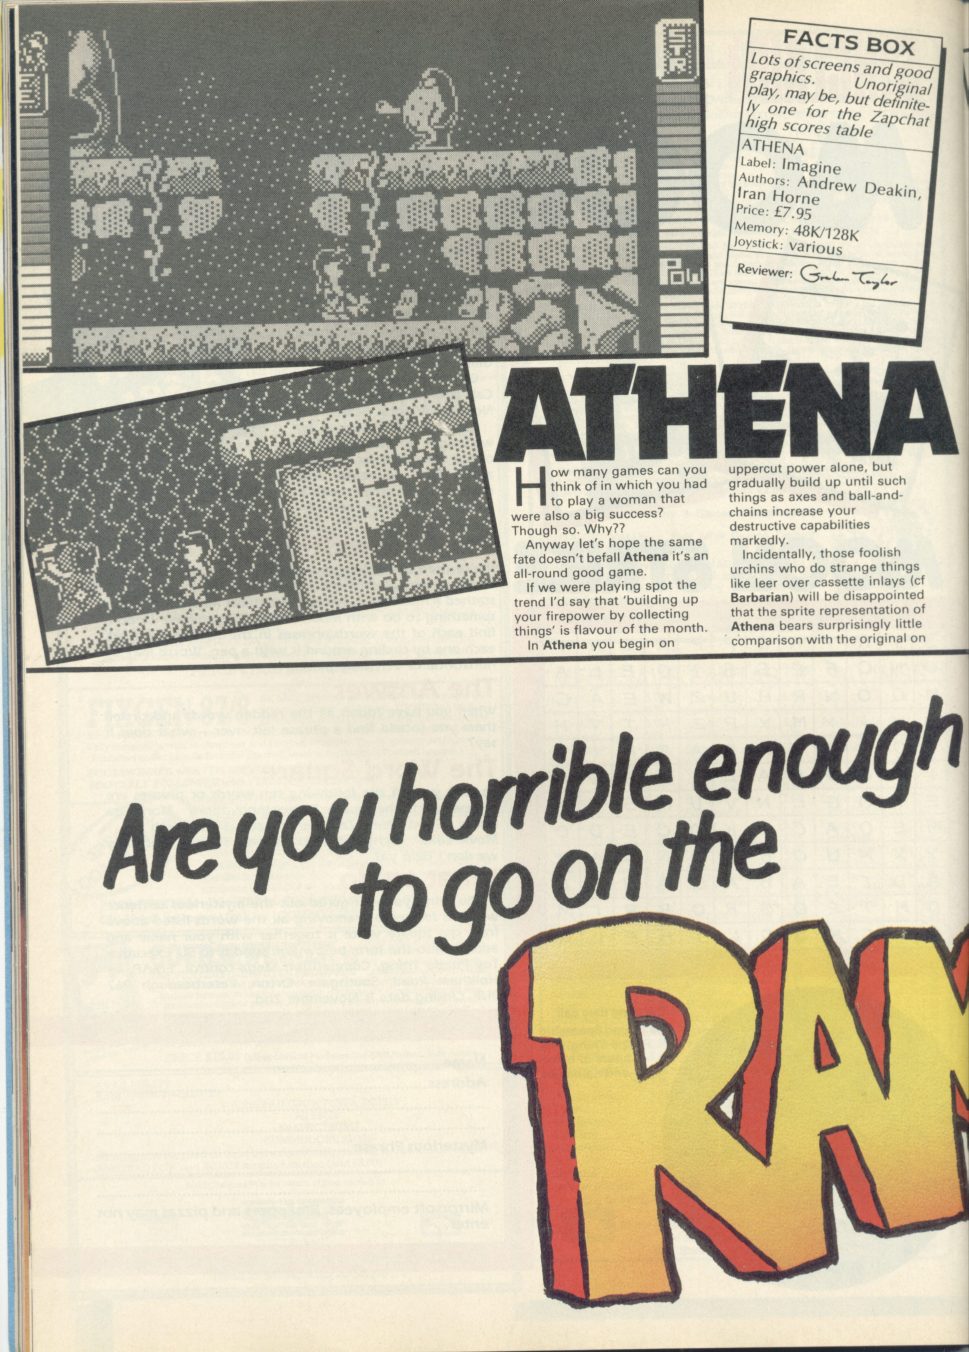 STR
POW
FACTS BOX
Lots of screens and good
graphics. Unoriginal
play, may be, but definite-
ly one for the Zapchat
high scores table
ATHENA
Label: Imagine
Authors: Andrew Deakin,
Iran Horne
Price: £7.95
Memory: 48K/128K
Joystick: various
Reviewer: Graham Taylor
ATHENA
How many games can you
think of in which you had
to play a woman that
were also a big success?
Though so. Why??
Anyway let's hope the same
fate doesn't befall Athena it's an
all-round good game.
If we were playing spot the
trend I'd say that 'building up
your firepower by collecting
things' is flavour of the month.
In Athena you begin on
uppercut power alone, but
gradually build up until such
things as axes and ball-and-
chains increase your
destructive capabilities
markedly.
Incidentally, those foolish
urchins who do strange things
like leer over cassette inlays (cf
Barbarian) will be disappointed
that the sprite representation of
Athena bears surprisingly little
comparison with the original on
Are you horrible enough
to go on the
RAM